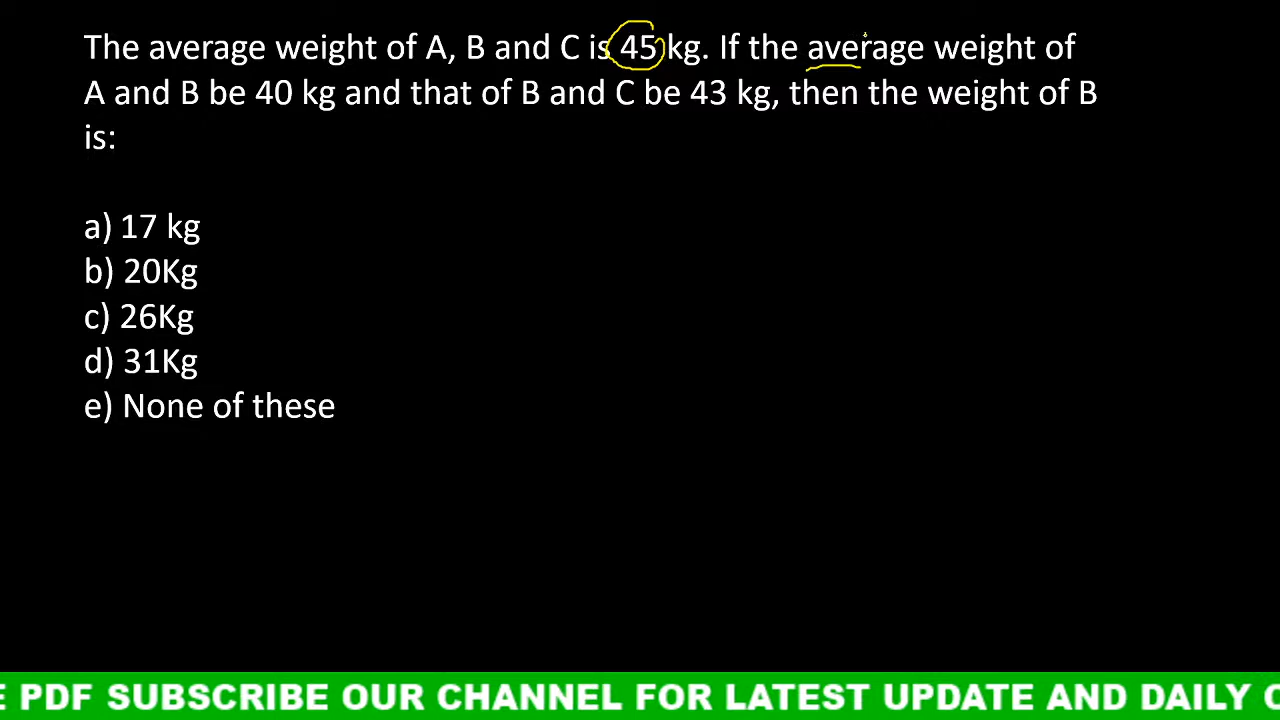 The average weight of A, B and C is 45 kg. If the average weight of
A and B be 40 kg and that of B and C be 43 kg, then the weight of B
is:
a) 17 kg
b) 20Kg
c) 26Kg
d) 31Kg
e) None of these
E PDF SUBSCRIBE OUR CHANNEL FOR LATEST UPDATE AND DAILY